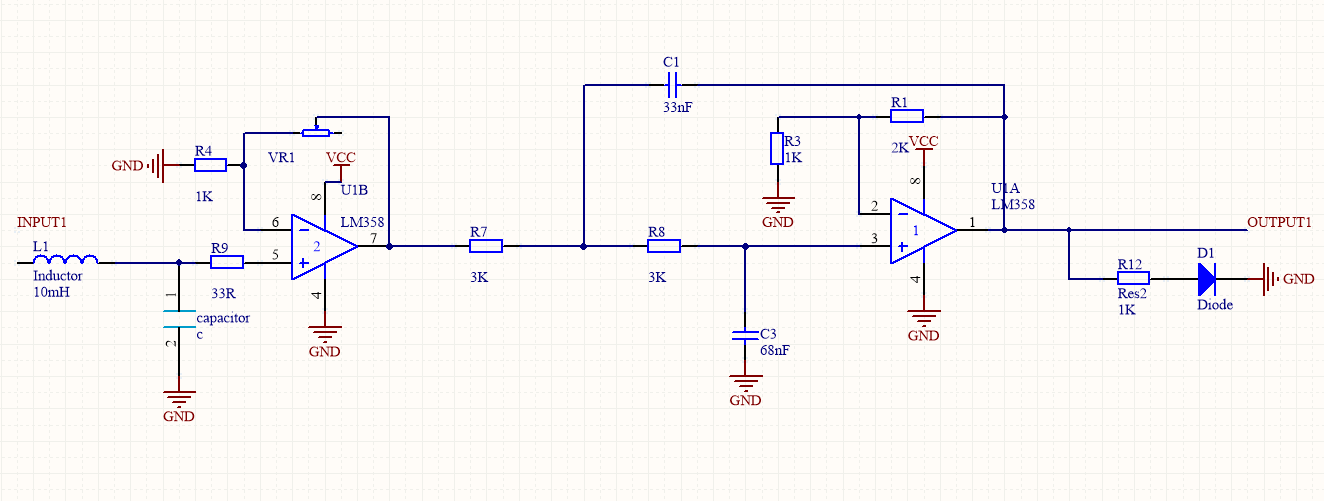 C1
33nF
R1
2K
VCC
8
R3
1K
GND
R4
GND
1K
VR1
VCC
8
U1B
LM358
6
2
7
5
4
GND
INPUT1
L1
Inductor
10mH
R9
33R
1
capacitor
c
2
GND
R7
3K
R8
3K
C3
68nF
GND
U1A
LM358
2
1
1
3
4
GND
OUTPUT1
R12
Res2
1K
D1
Diode
GND